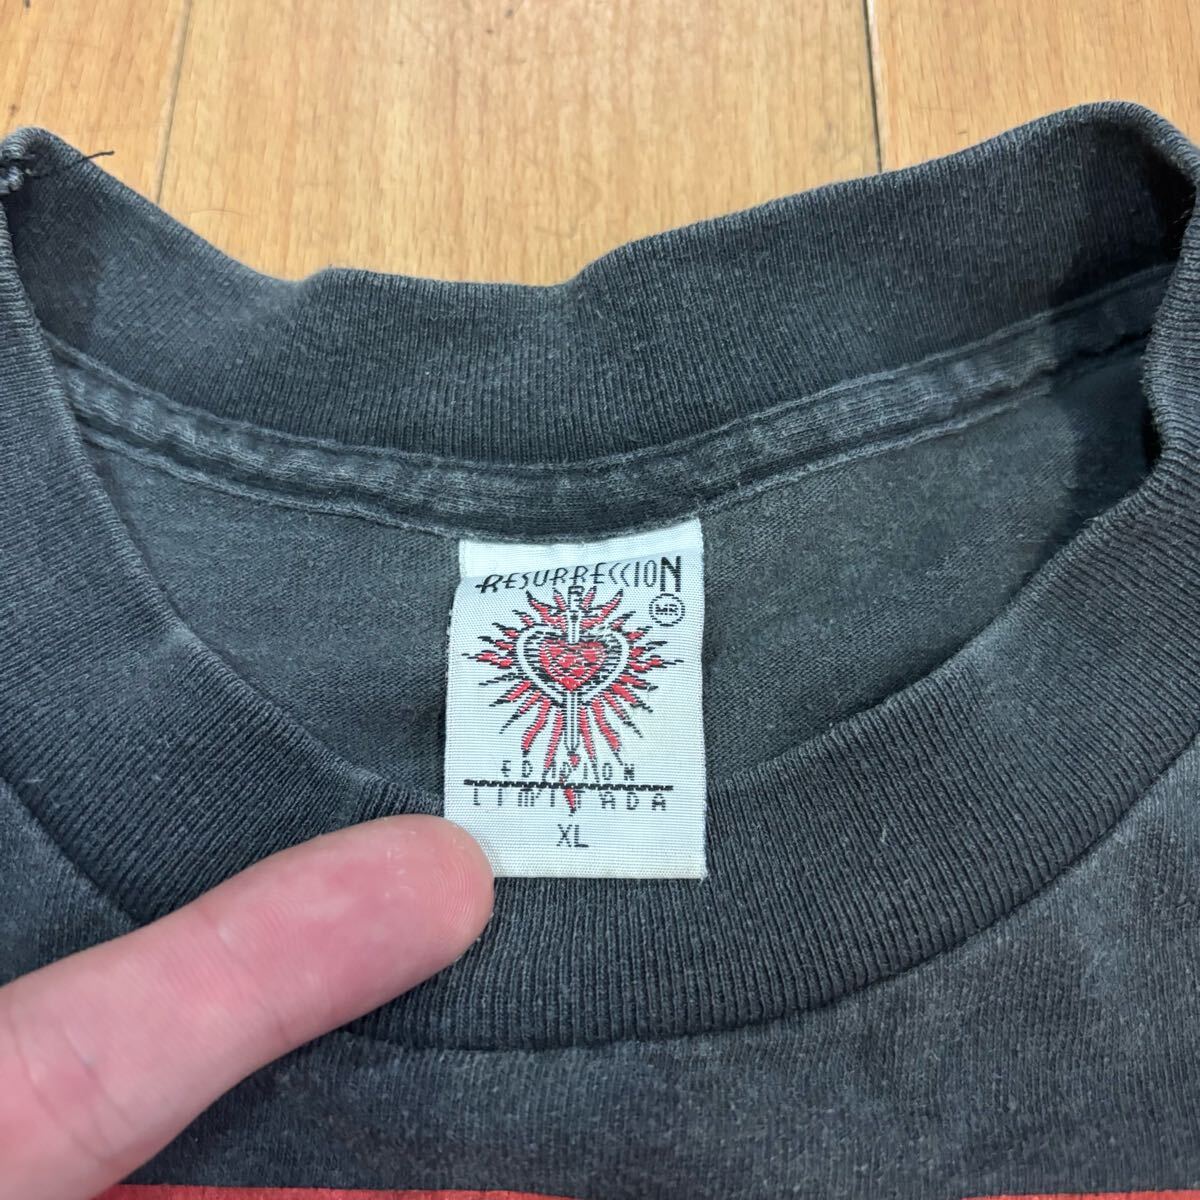 RESURRECCION
MR
R
EDICION
LIMITADA
XL